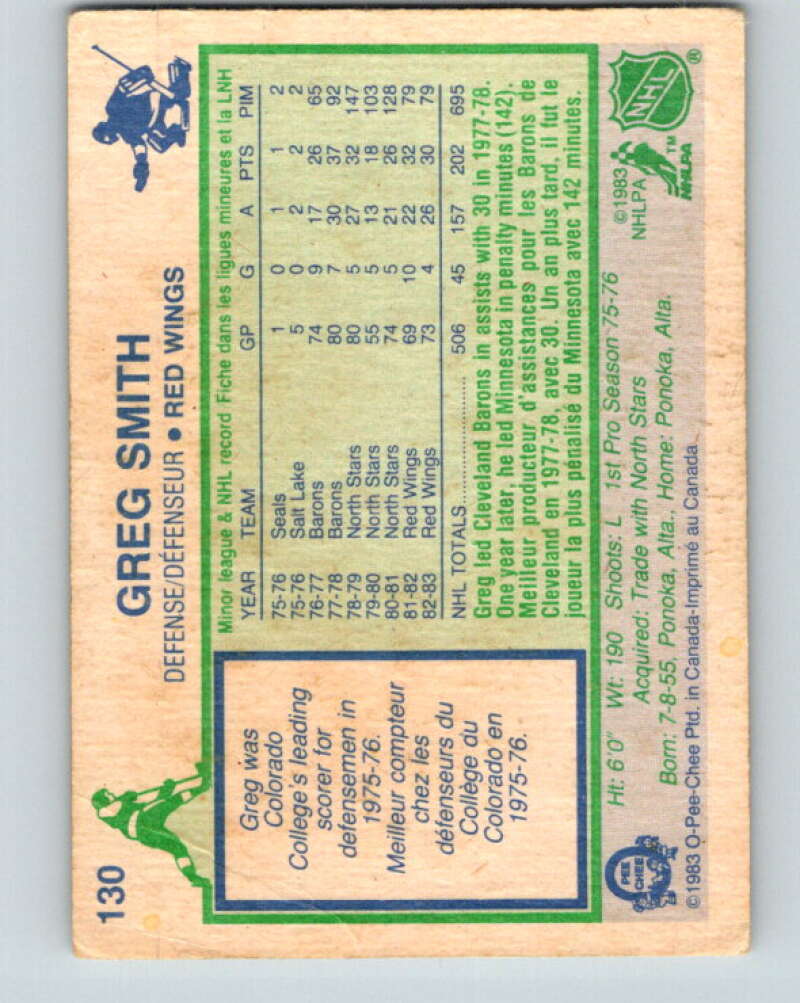 130
GREG SMITH
DEFENSE/DÉFENSEUR • RED WINGS
Greg was
Colorado
College's leading
scorer for
defensemen in
1975-76.
Meilleur compteur
chez les
défenseurs du
Collège du
Colorado en
1975-76.
Minor league & NHL record Fiche dans les ligues mineures et la LNH
YEAR TEAM GP G A PTS PIM
75-76 Seals 1 0 1 1 2
75-76 Salt Lake 5 0 2 2 2
76-77 Barons 74 9 17 26 65
77-78 Barons 80 7 30 37 92
78-79 North Stars 80 5 27 32 147
79-80 North Stars 55 5 13 18 103
80-81 North Stars 74 5 21 26 128
81-82 Red Wings 69 10 22 32 79
82-83 Red Wings 73 4 26 30 79
NHL TOTALS.................. 506 45 157 202 695
Greg led Cleveland Barons in assists with 30 in 1977-78.
One year later, he led Minnesota in penalty minutes (142).
Meilleur producteur d'assistances pour les Barons de
Cleveland en 1977-78, avec 30. Un an plus tard, il fut le
joueur la plus pénalisé du Minnesota avec 142 minutes.
Ht: 6'0" Wt: 190 Shoots: L 1st Pro Season 75-76
Acquired: Trade with North Stars
Born: 7-8-55, Ponoka, Alta., Home: Ponoka, Alta.
©1983 O-Pee-Chee Ptd. in Canada-Imprimé au Canada
O
PEE
CHEE
©1983
NHLPA
NHLPA™
NHL®